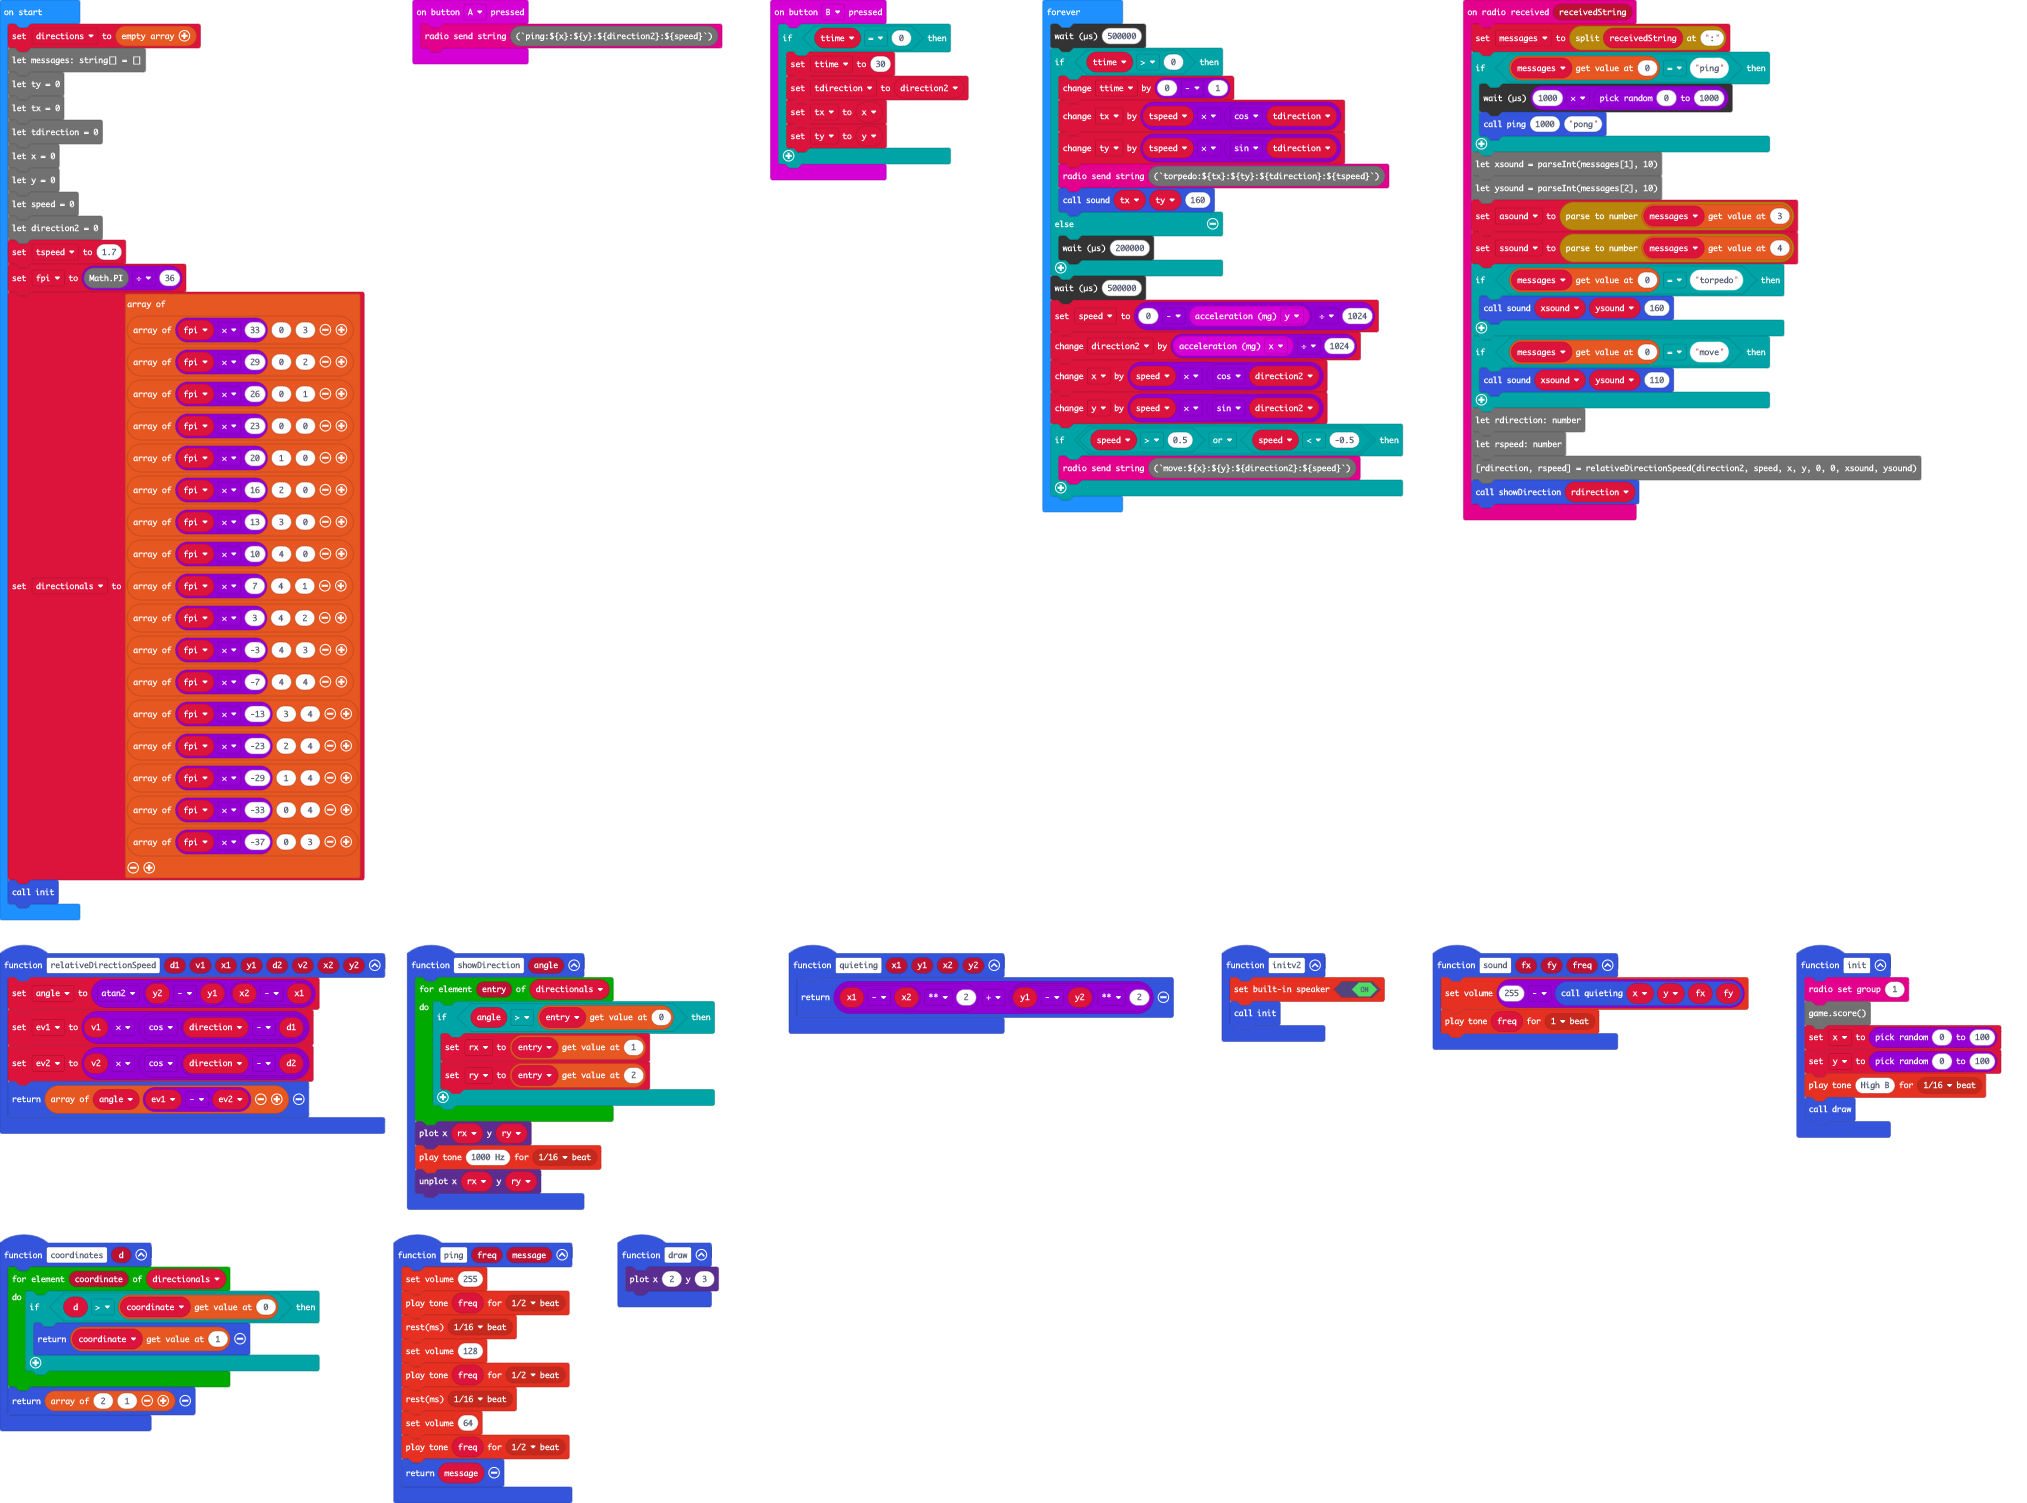 on start
set directions to empty array
let messages: string[] = []
let ty = 0
let tx = 0
let tdirection = 0
let x = 0
let y = 0
let speed = 0
let direction2 = 0
set tspeed to 1.7
set fpi to Math.PI ÷ 36
array of
array of fpi × 33 0 3
array of fpi × 29 0 2
array of fpi × 26 0 1
array of fpi × 23 0 0
array of fpi × 20 1 0
array of fpi × 16 2 0
array of fpi × 13 3 0
array of fpi × 10 4 0
set directionals to array of fpi × 7 4 1
array of fpi × 3 4 2
array of fpi × -3 4 3
array of fpi × -7 4 4
array of fpi × -13 3 4
array of fpi × -23 2 4
array of fpi × -29 1 4
array of fpi × -33 0 4
array of fpi × -37 0 3
call init
on button A pressed
radio send string (`ping:${x}:${y}:${direction2}:${speed}`)
on button B pressed
if ttime = 0 then
set ttime to 30
set tdirection to direction2
set tx to x
set ty to y
forever
wait (µs) 500000
if ttime > 0 then
change ttime by 0 - 1
change tx by tspeed × cos tdirection
change ty by tspeed × sin tdirection
radio send string (`torpedo:${tx}:${ty}:${tdirection}:${tspeed}`)
call sound tx ty 160
else
wait (µs) 200000
wait (µs) 500000
set speed to 0 - acceleration (mg) y ÷ 1024
change direction2 by acceleration (mg) x ÷ 1024
change x by speed × cos direction2
change y by speed × sin direction2
if speed > 0.5 or speed < -0.5 then
radio send string (`move:${x}:${y}:${direction2}:${speed}`)
on radio received receivedString
set messages to split receivedString at ":"
if messages get value at 0 = "ping" then
wait (µs) 1000 × pick random 0 to 1000
call ping 1000 "pong"
let xsound = parseInt(messages[1], 10)
let ysound = parseInt(messages[2], 10)
set asound to parse to number messages get value at 3
set ssound to parse to number messages get value at 4
if messages get value at 0 = "torpedo" then
call sound xsound ysound 160
if messages get value at 0 = "move" then
call sound xsound ysound 110
let rdirection: number
let rspeed: number
[rdirection, rspeed] = relativeDirectionSpeed(direction2, speed, x, y, 0, 0, xsound, ysound)
call showDirection rdirection
function relativeDirectionSpeed d1 v1 x1 y1 d2 v2 x2 y2
set angle to atan2 y2 - y1 x2 - x1
set ev1 to v1 × cos direction - d1
set ev2 to v2 × cos direction - d2
return array of angle ev1 - ev2
function showDirection angle
for element entry of directionals
do
if angle > entry get value at 0 then
set rx to entry get value at 1
set ry to entry get value at 2
plot x rx y ry
play tone 1000 Hz for 1/16 beat
unplot x rx y ry
function quieting x1 y1 x2 y2
return x1 - x2 ** 2 + y1 - y2 ** 2
function initv2
set built-in speaker ON
call init
function sound fx fy freq
set volume 255 - call quieting x y fx fy
play tone freq for 1 beat
function init
radio set group 1
game.score()
set x to pick random 0 to 100
set y to pick random 0 to 100
play tone High B for 1/16 beat
call draw
function coordinates d
for element coordinate of directionals
do
if d > coordinate get value at 0 then
return coordinate get value at 1
return array of 2 1
function ping freq message
set volume 255
play tone freq for 1/2 beat
rest(ms) 1/16 beat
set volume 128
play tone freq for 1/2 beat
rest(ms) 1/16 beat
set volume 64
play tone freq for 1/2 beat
return message
function draw
plot x 2 y 3